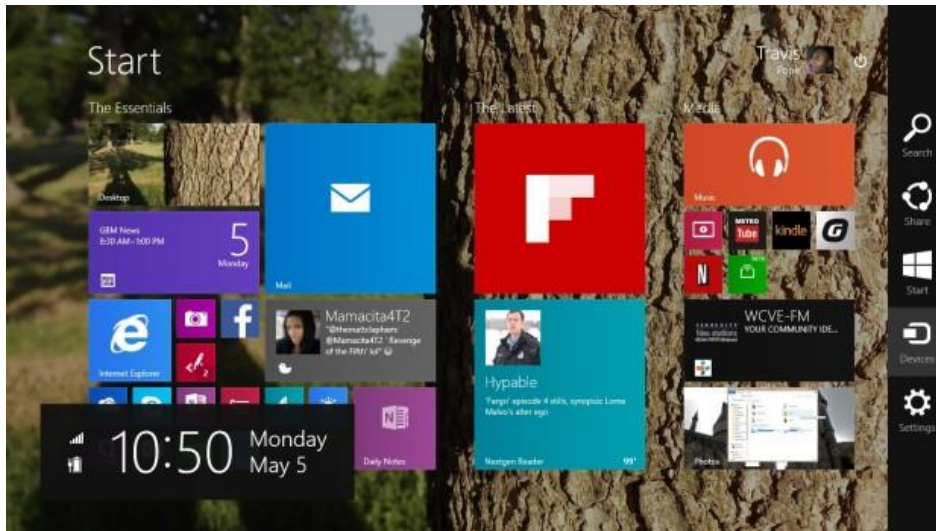 Start
Travis
Pope
The Essentials
The Latest
Media
Desktop
GBM News
8:30 AM–1:00 PM
5
Monday
Mail
Music
METRO
Tube
kindle
G
BETA
N
Internet Explorer
Mamacita4T2
"@themattclapham:
@Mamacita4T2 ' Revenge
of the Fifth' lol"
Hypable
'Fargo' episode 4 stills, synopsis: Lorne
Malvo's alter ego
Nextgen Reader
99+
WCVE-FM
YOUR COMMUNITY IDE...
Photos
Daily Notes
10:50
Monday
May 5
Search
Share
Start
Devices
Settings